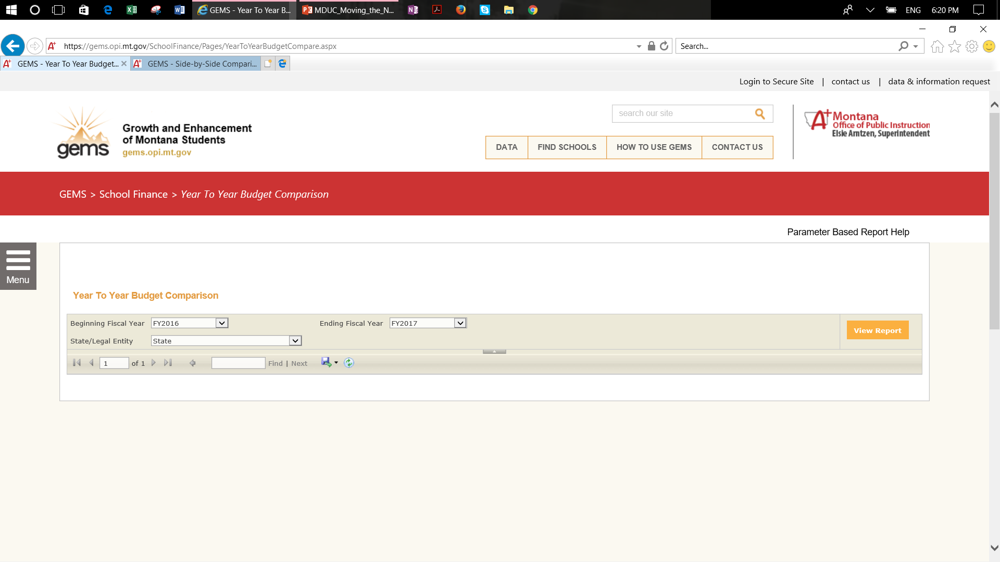 GEMS - Year To Year B...
MDUC_Moving_the_N...
ENG
6:20 PM
https://gems.opi.mt.gov/SchoolFinance/Pages/YearToYearBudgetCompare.aspx
Search...
GEMS - Year To Year Budget...
GEMS - Side-by-Side Compari...
Login to Secure Site | contact us | data & information request
gems
Growth and Enhancement
of Montana Students
gems.opi.mt.gov
search our site
DATA
FIND SCHOOLS
HOW TO USE GEMS
CONTACT US
A+ Montana
Office of Public Instruction
Elsie Arntzen, Superintendent
GEMS > School Finance > Year To Year Budget Comparison
Parameter Based Report Help
Menu
Year To Year Budget Comparison
Beginning Fiscal Year FY2016 Ending Fiscal Year FY2017
State/Legal Entity State
View Report
1 of 1 Find | Next